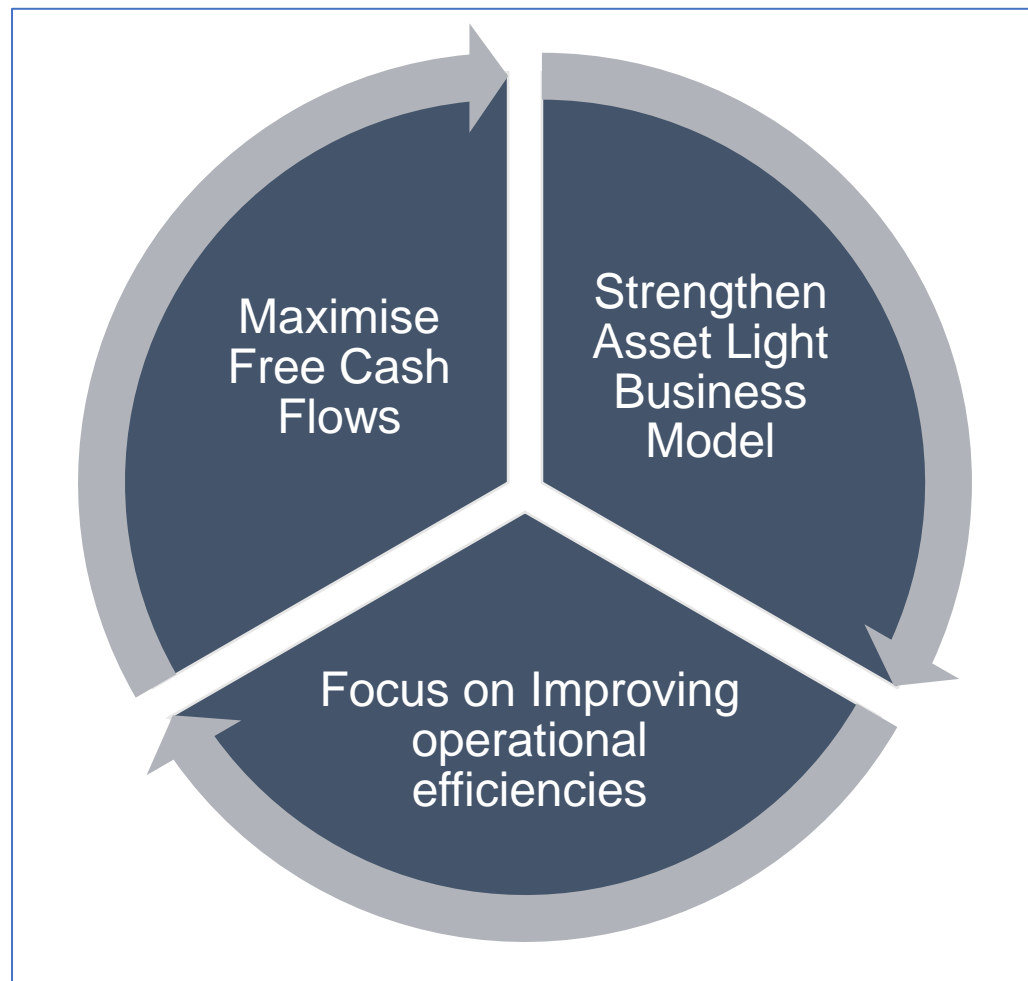 Maximise
Free Cash
Flows
Strengthen
Asset Light
Business
Model
Focus on Improving
operational
efficiencies